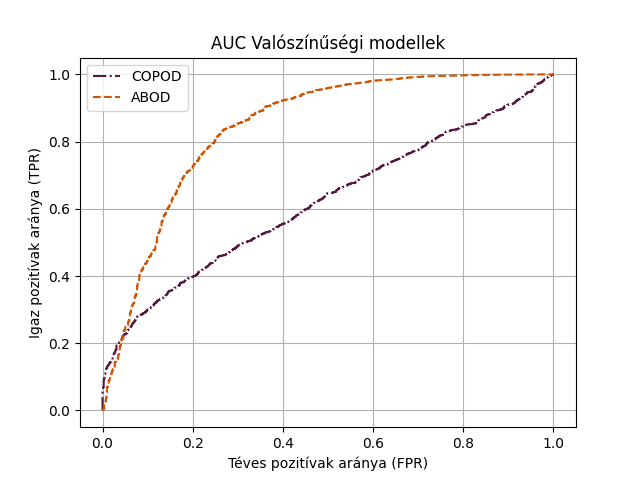 AUC Valószínűségi modellek
COPOD
ABOD
Igaz pozitívak aránya (TPR)
1.0
0.8
0.6
0.4
0.2
0.0
0.0 0.2 0.4 0.6 0.8 1.0
Téves pozitívak aránya (FPR)